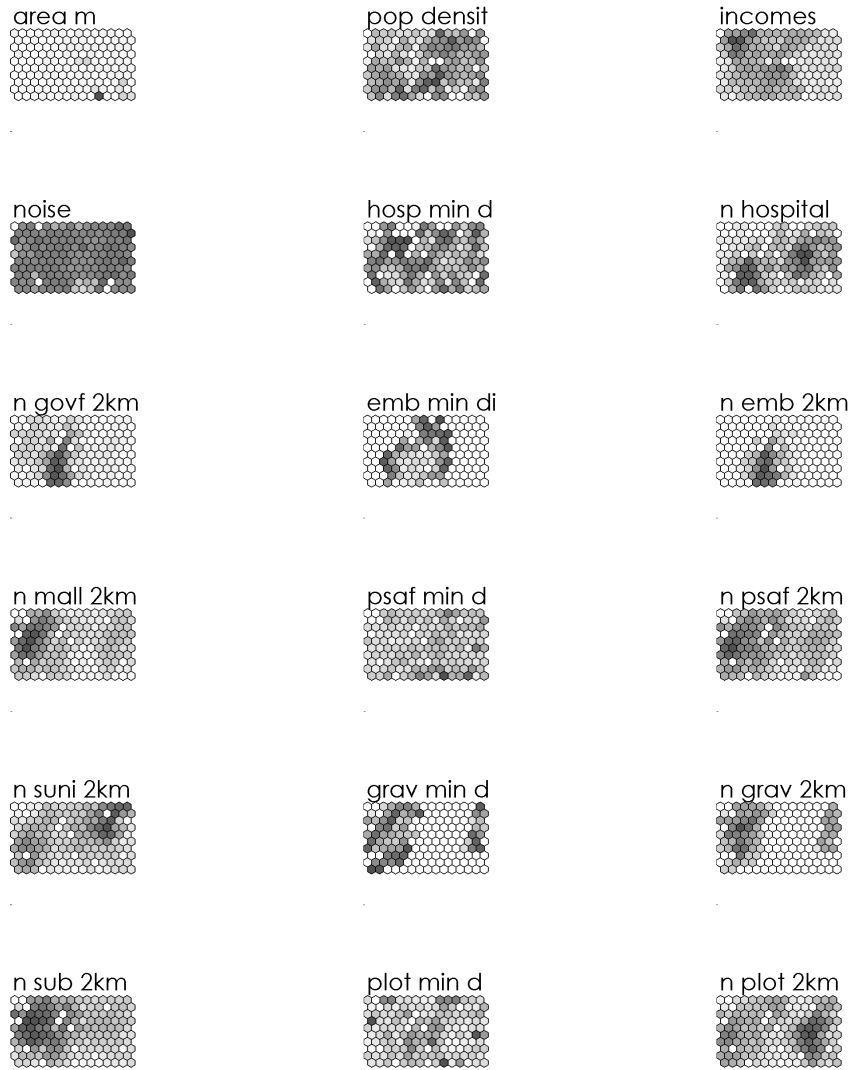 area m
pop densit
incomes
noise
hosp min d
n hospital
n govf 2km
emb min di
n emb 2km
n mall 2km
psaf min d
n psaf 2km
n suni 2km
grav min d
n grav 2km
n sub 2km
plot min d
n plot 2km